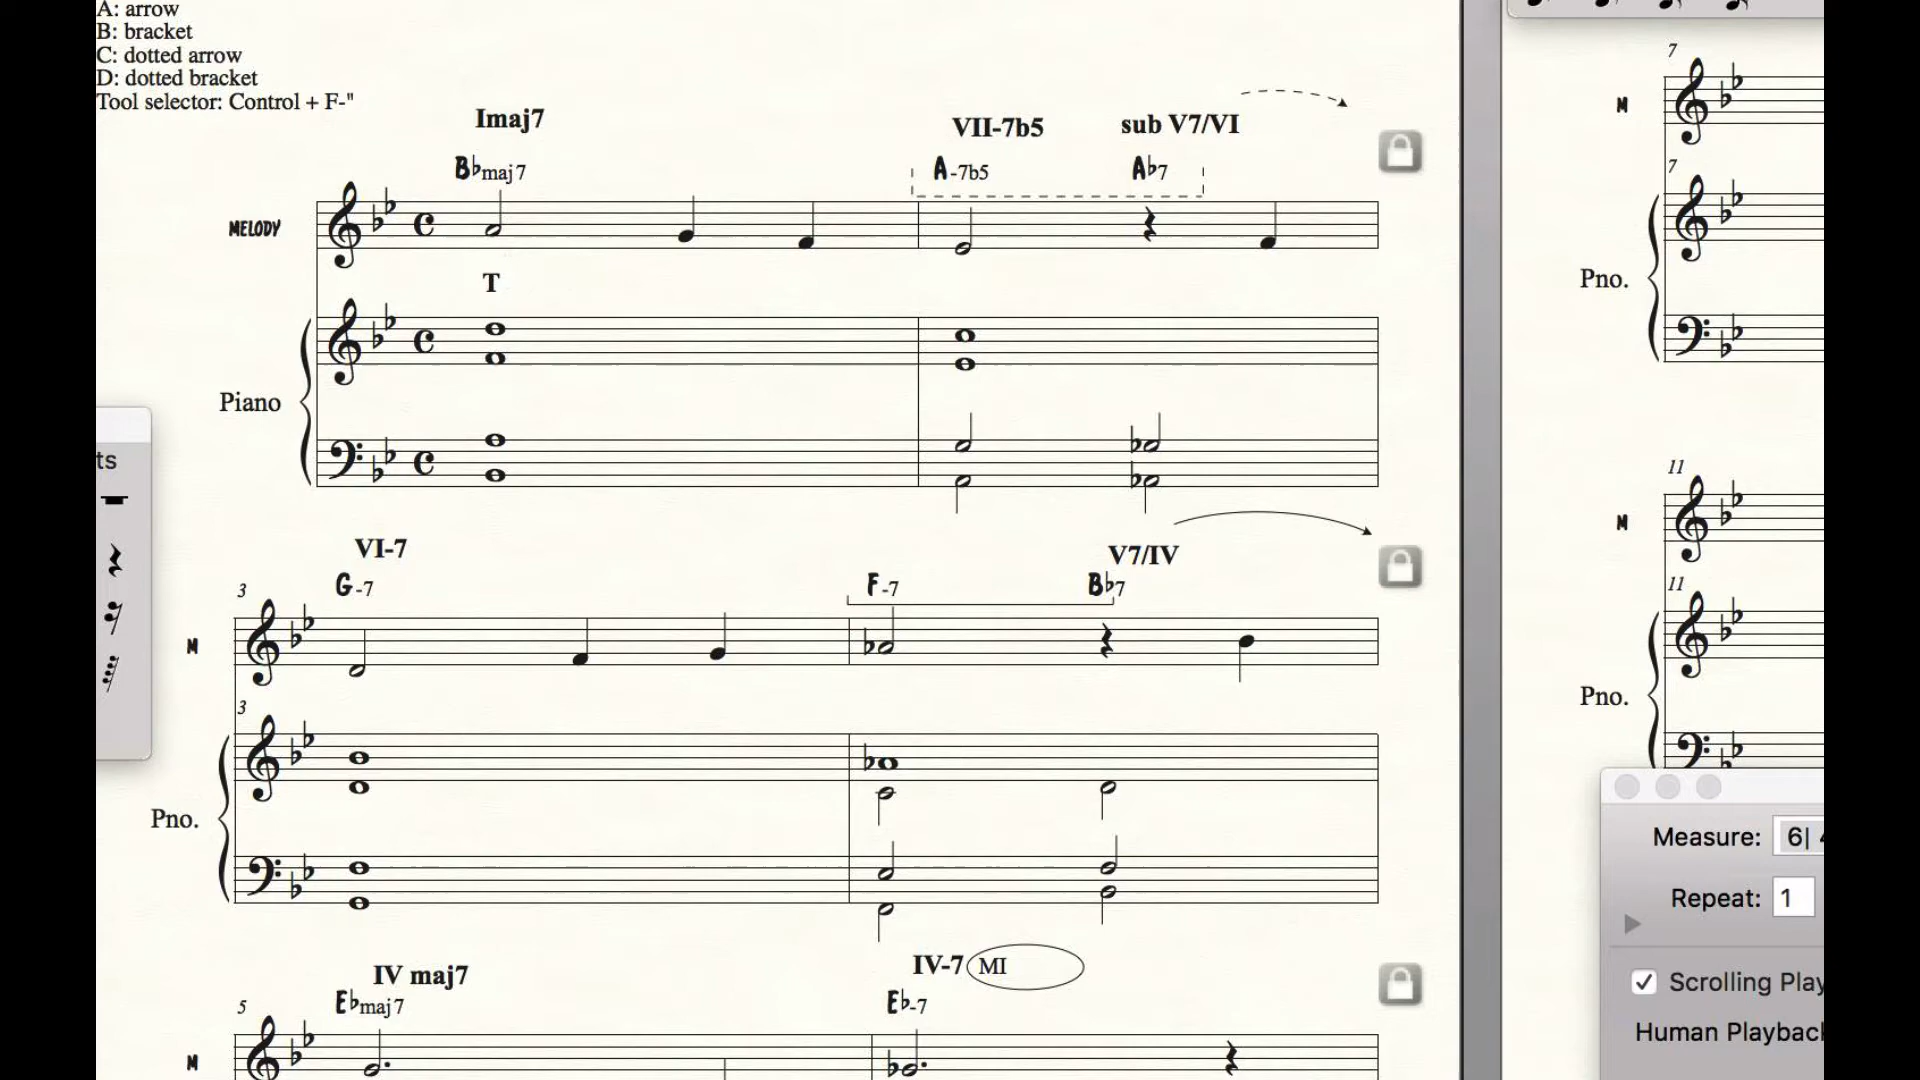 A: arrow
B: bracket
C: dotted arrow
D: dotted bracket
Tool selector: Control + F-"
Imaj7
VII-7b5
sub V7/VI
B♭maj7
A-7b5
A♭7
MELODY
T
Piano
ts
VI-7
V7/IV
G-7
F-7
B♭7
3
M
3
Pno.
IV maj7
IV-7 MI
E♭maj7
E♭-7
5
M
7
M
7
Pno.
11
M
11
Pno.
Measure: 6| 4
Repeat: 1
Scrolling Play
Human Playback